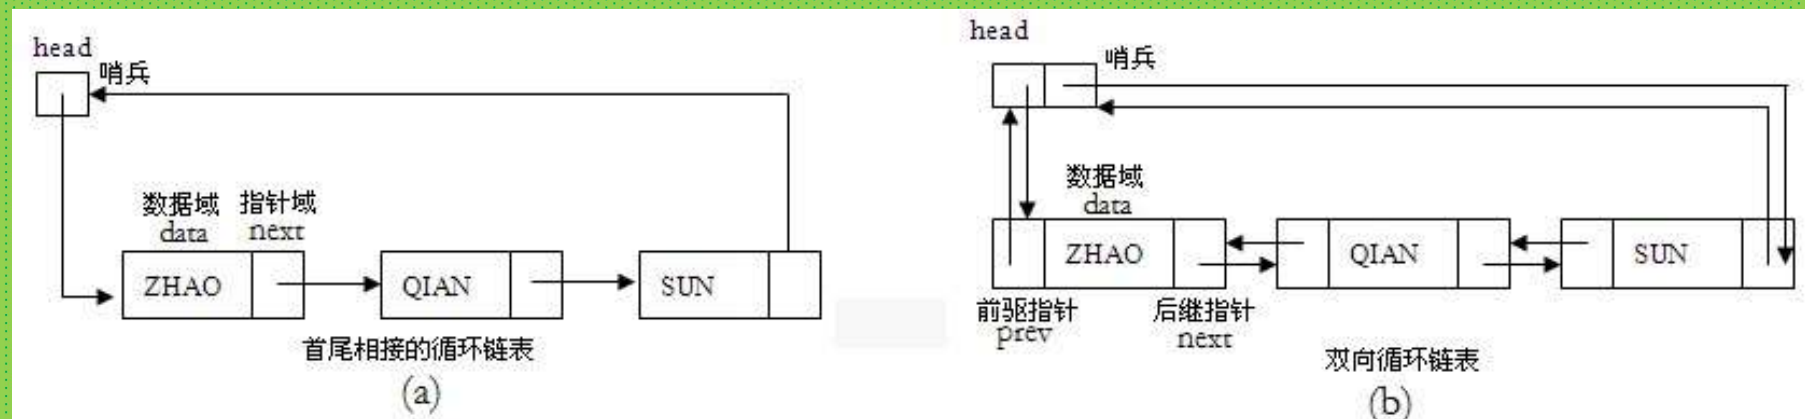 head
哨兵
数据域 指针域
data next
ZHAO QIAN SUN
首尾相接的循环链表
(a)
head
哨兵
数据域
data
ZHAO QIAN SUN
前驱指针 后继指针
prev next
双向循环链表
(b)